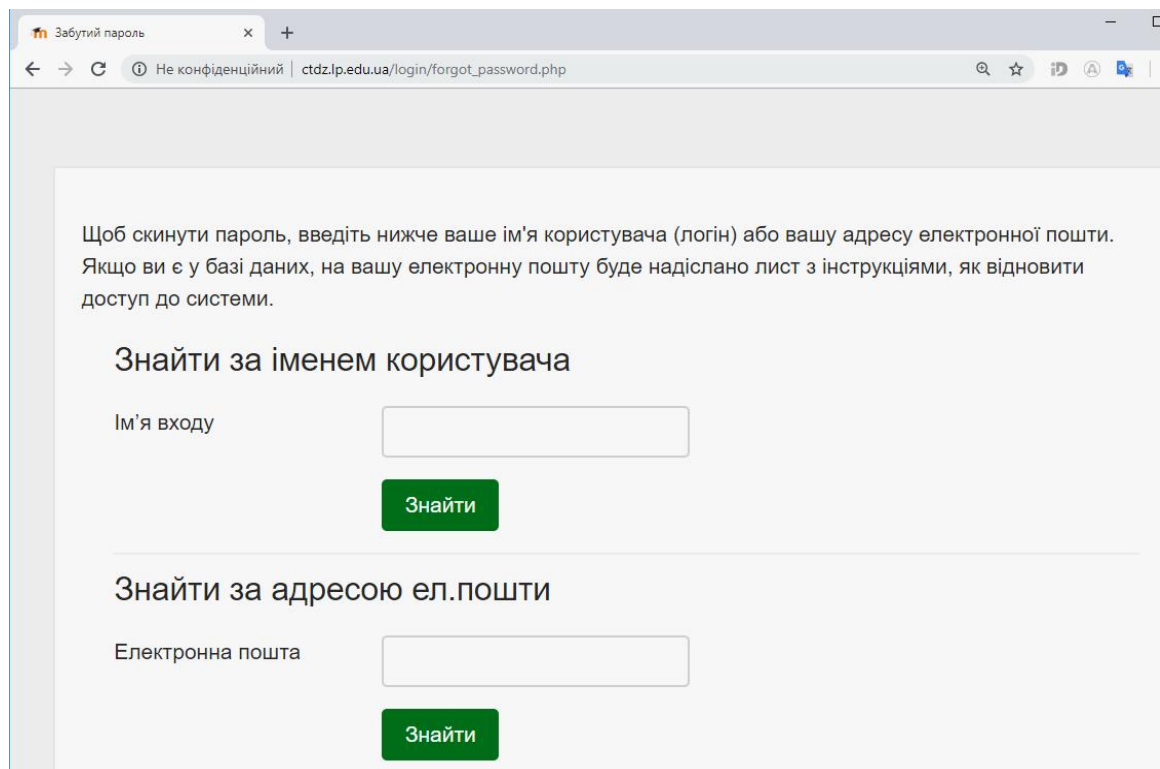 Забутий пароль
Не конфіденційний | ctdz.lp.edu.ua/login/forgot_password.php
Щоб скинути пароль, введіть нижче ваше ім'я користувача (логін) або вашу адресу електронної пошти.
Якщо ви є у базі даних, на вашу електронну пошту буде надіслано лист з інструкціями, як відновити
доступ до системи.
Знайти за іменем користувача
Ім’я входу
Знайти
Знайти за адресою ел.пошти
Електронна пошта
Знайти